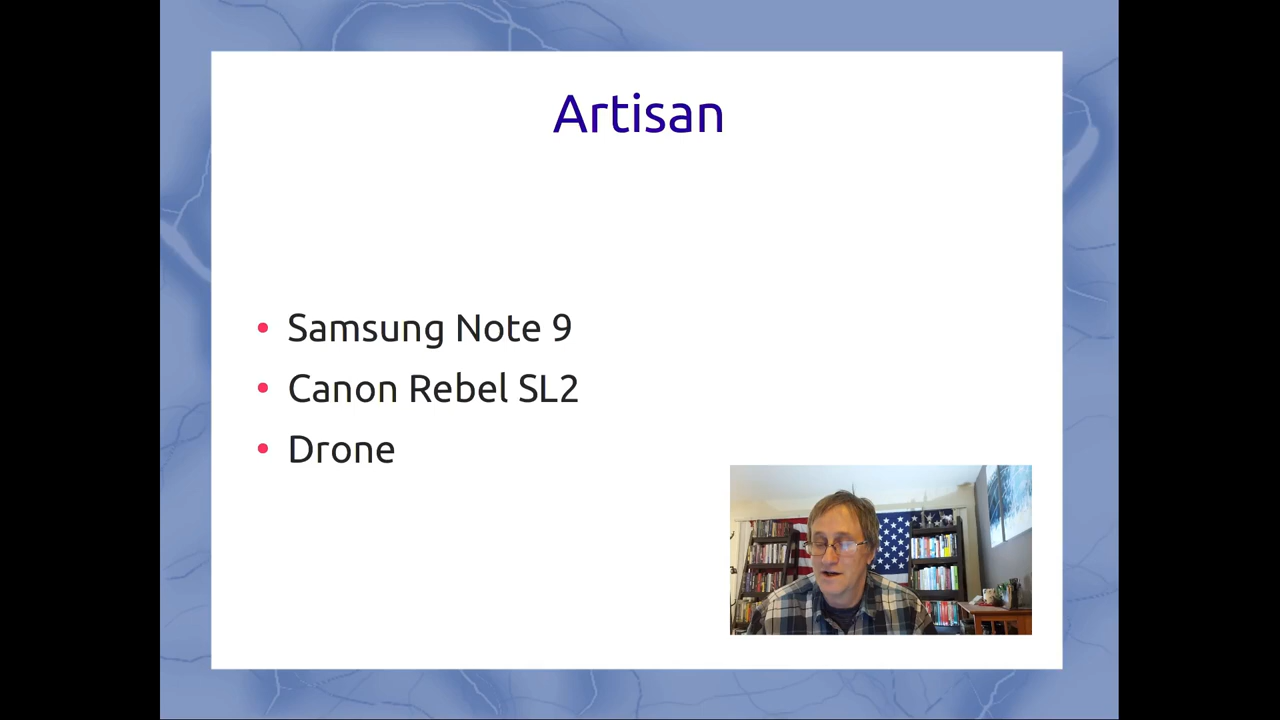 Artisan
• Samsung Note 9
• Canon Rebel SL2
• Drone